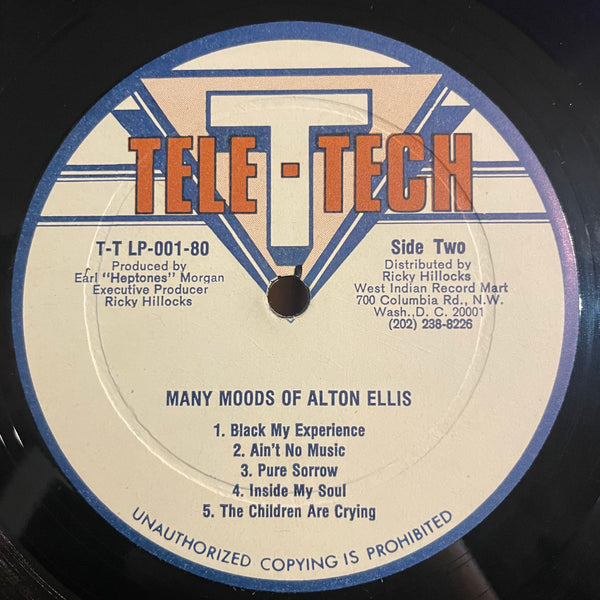 T
TELE-TECH
T-T LP-001-80
Produced by
Earl "Heptones" Morgan
Executive Producer
Ricky Hillocks
Side Two
Distributed by
Ricky Hillocks
West Indian Record Mart
700 Columbia Rd., N.W.
Wash., D. C. 20001
(202) 238-8226
MANY MOODS OF ALTON ELLIS
1. Black My Experience
2. Ain't No Music
3. Pure Sorrow
4. Inside My Soul
5. The Children Are Crying
UNAUTHORIZED COPYING IS PROHIBITED